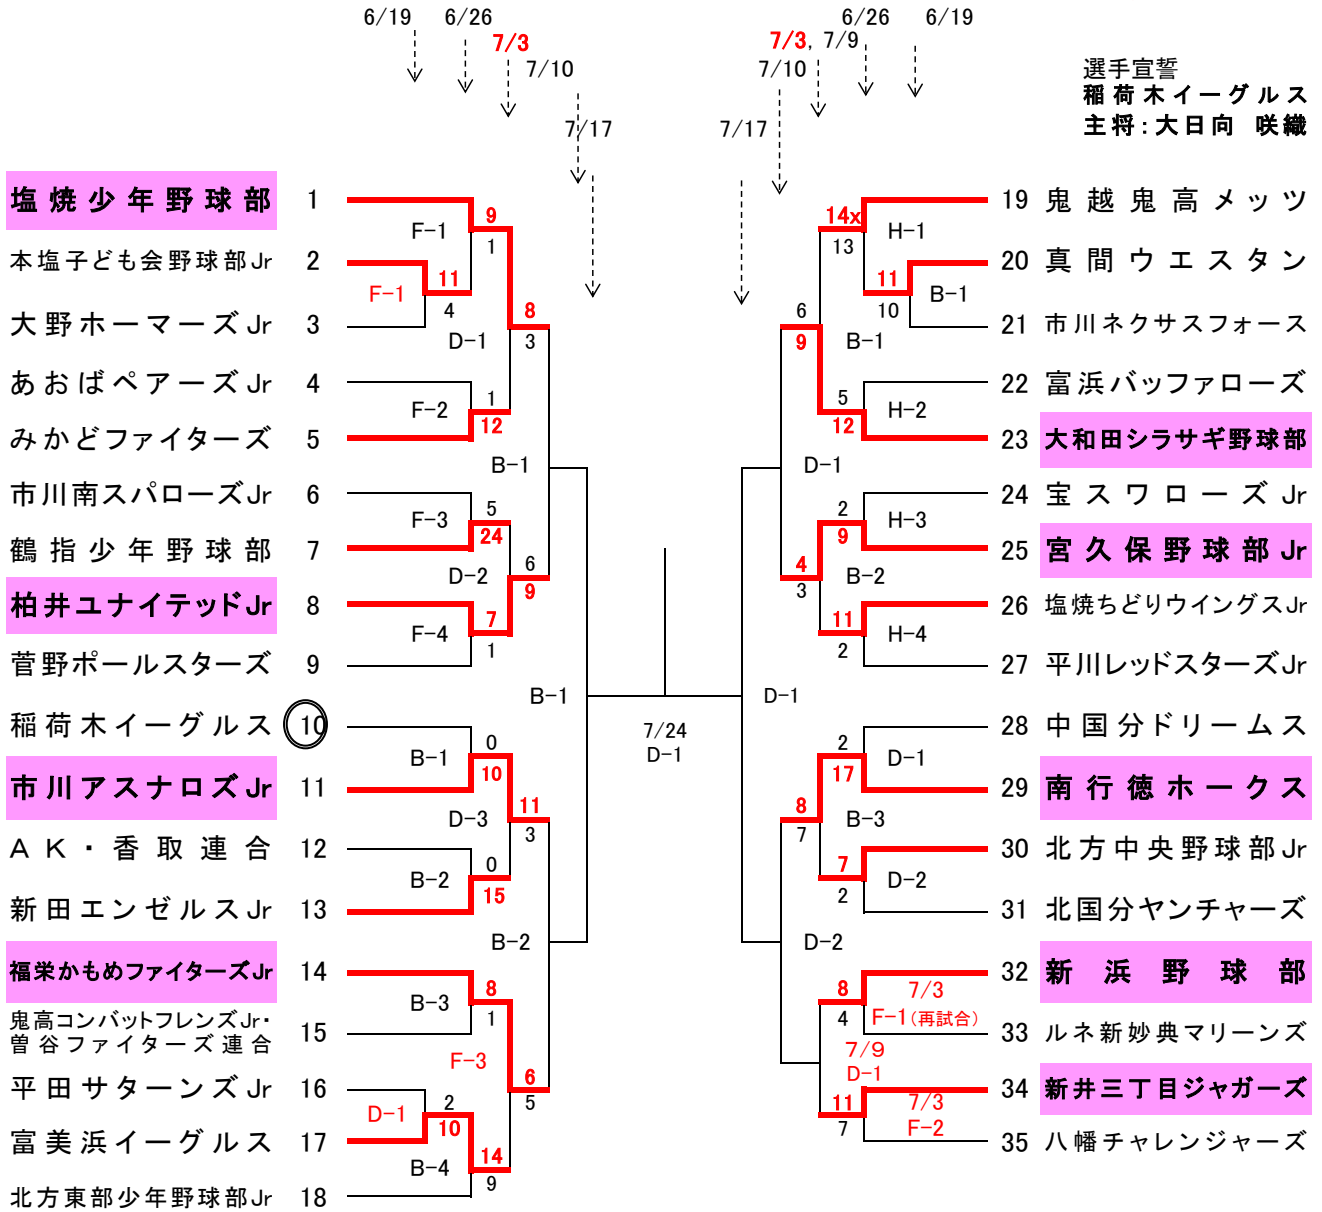 6/19 6/26
7/3
7/10
7/17
6/26 6/19
7/3, 7/9
7/10
7/17
選手宣誓
稲荷木イーグルス
主将:大日向 咲織
塩焼少年野球部 1
本塩子ども会野球部Jr 2
大野ホーマーズJr 3
あおばペアーズJr 4
みかどファイターズ 5
市川南スパローズJr 6
鶴指少年野球部 7
柏井ユナイテッドJr 8
菅野ポールスターズ 9
稲荷木イーグルス 10
市川アスナロズJr 11
AK・香取連合 12
新田エンゼルスJr 13
福栄かもめファイターズJr 14
鬼高コンバットフレンズJr・
曽谷ファイターズ連合 15
平田サターンズJr 16
富美浜イーグルス 17
北方東部少年野球部Jr 18
F-1
9
1
F-1
11
4
D-1
8
3
F-2
1
12
B-1
F-3
5
24
D-2
6
9
F-4
7
1
B-1
B-1
0
10
D-3
11
3
B-2
0
15
B-2
B-3
8
1
F-3
6
5
D-1
2
10
B-4
14
9
7/24
D-1
19 鬼越鬼高メッツ
20 真間ウエスタン
21 市川ネクサスフォース
22 富浜バッファローズ
23 大和田シラサギ野球部
24 宝スワローズJr
25 宮久保野球部Jr
26 塩焼ちどりウイングスJr
27 平川レッドスターズJr
28 中国分ドリームス
29 南行徳ホークス
30 北方中央野球部Jr
31 北国分ヤンチャーズ
32 新浜野球部
33 ルネ新妙典マリーンズ
34 新井三丁目ジャガーズ
35 八幡チャレンジャーズ
14x
13
H-1
11
10
B-1
6
9
B-1
5
12
H-2
D-1
2
9
H-3
4
3
B-2
11
2
H-4
D-1
2
17
D-1
8
7
B-3
7
2
D-2
D-2
8
4
7/3
F-1(再試合)
7/9
D-1
11
7
7/3
F-2